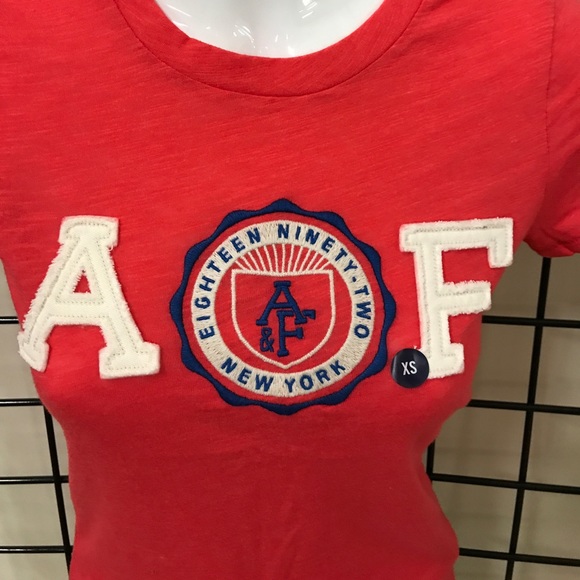 A F
EIGHTEEN NINETY-TWO
A&F
NEW YORK
XS